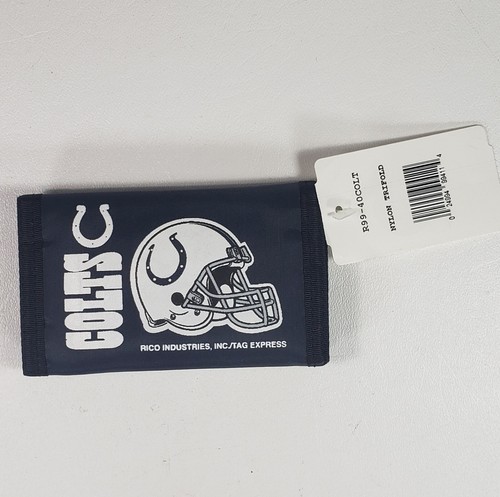 COLTS
RICO INDUSTRIES, INC./TAG EXPRESS
R99-40COLT
NYLON TRIFOLD